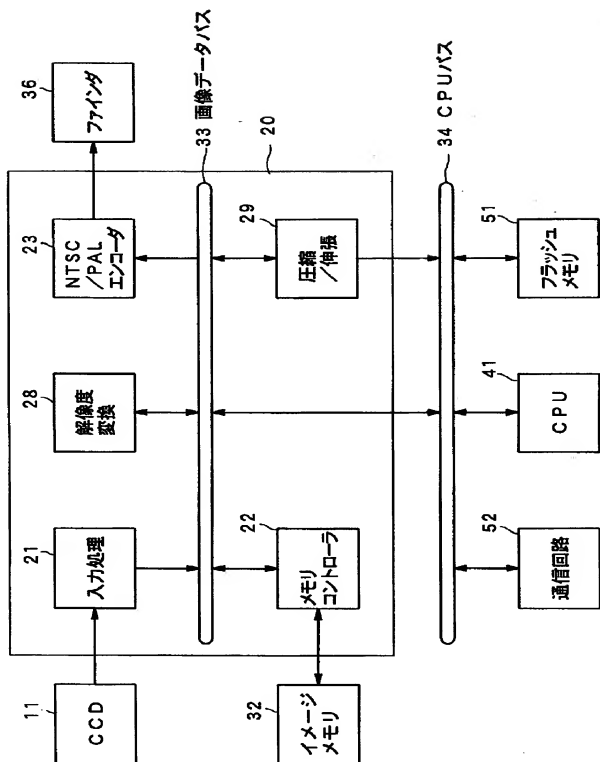 11
CCD
21
入力処理
28
解像度
変換
23
NTSC
/PAL
エンコーダ
36
ファインダ
33 画像データバス
20
32
イメージ
メモリ
22
メモリ
コントローラ
29
圧縮
/伸張
34 CPUバス
52
通信回路
41
CPU
51
フラッシュ
メモリ